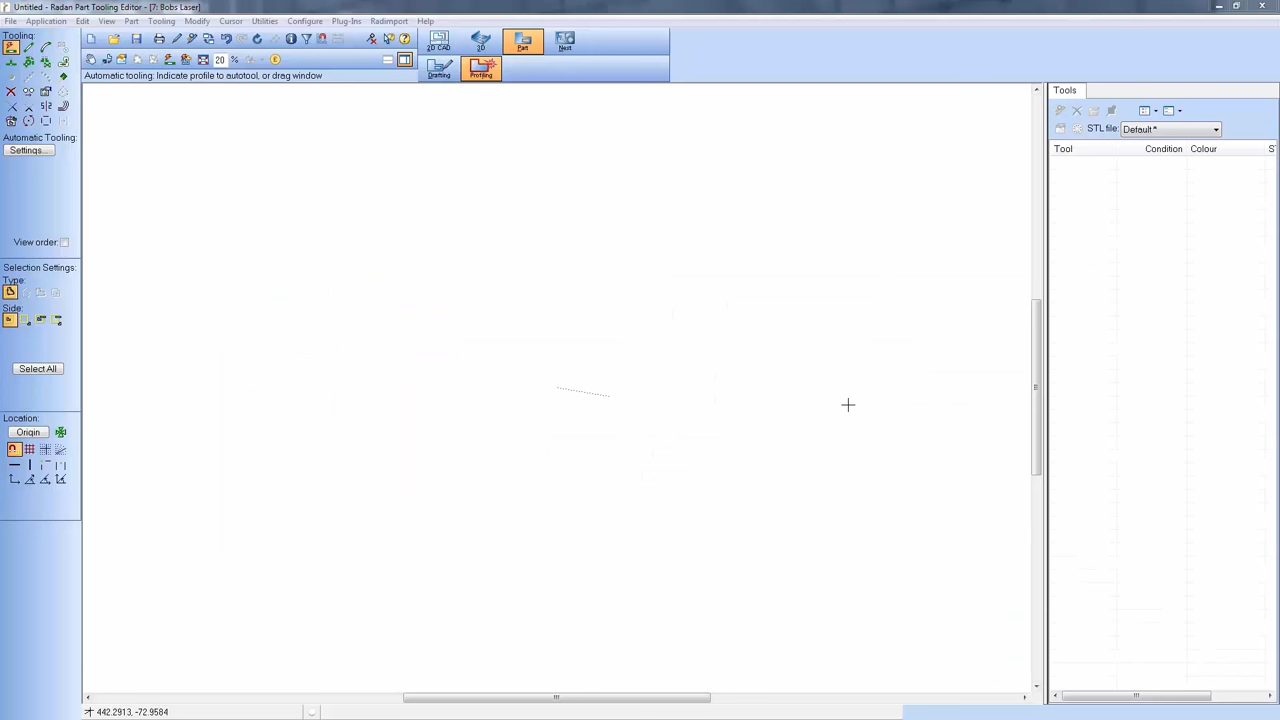 Untitled - Radan Part Tooling Editor - [7: Bobs Laser]
File Application Edit View Part Tooling Modify Cursor Utilities Configure Plug-Ins Radimport Help
Tooling:
2D CAD 3D Part Nest
20 %
Drafting Profiling
Automatic tooling: Indicate profile to autotool, or drag window
Tools
STL file: Default*
Tool Condition Colour S
Automatic Tooling:
Settings...
View order:
Selection Settings:
Type:
Side:
Select All
Location:
Origin
442.2913, -72.9584